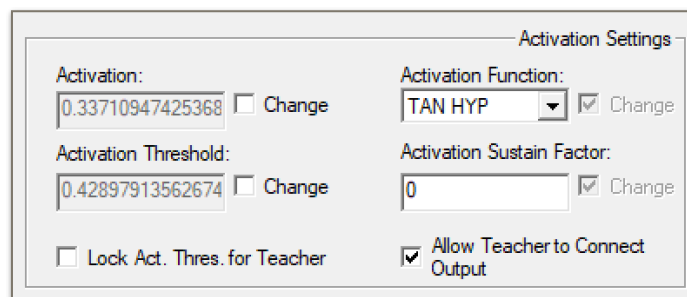 Activation Settings
Activation:
Activation Function:
0.33710947425368
Change
TAN HYP
Change
Activation Threshold:
Activation Sustain Factor:
0.42897913562674
Change
0
Change
Lock Act. Thres. for Teacher
Allow Teacher to Connect
Output